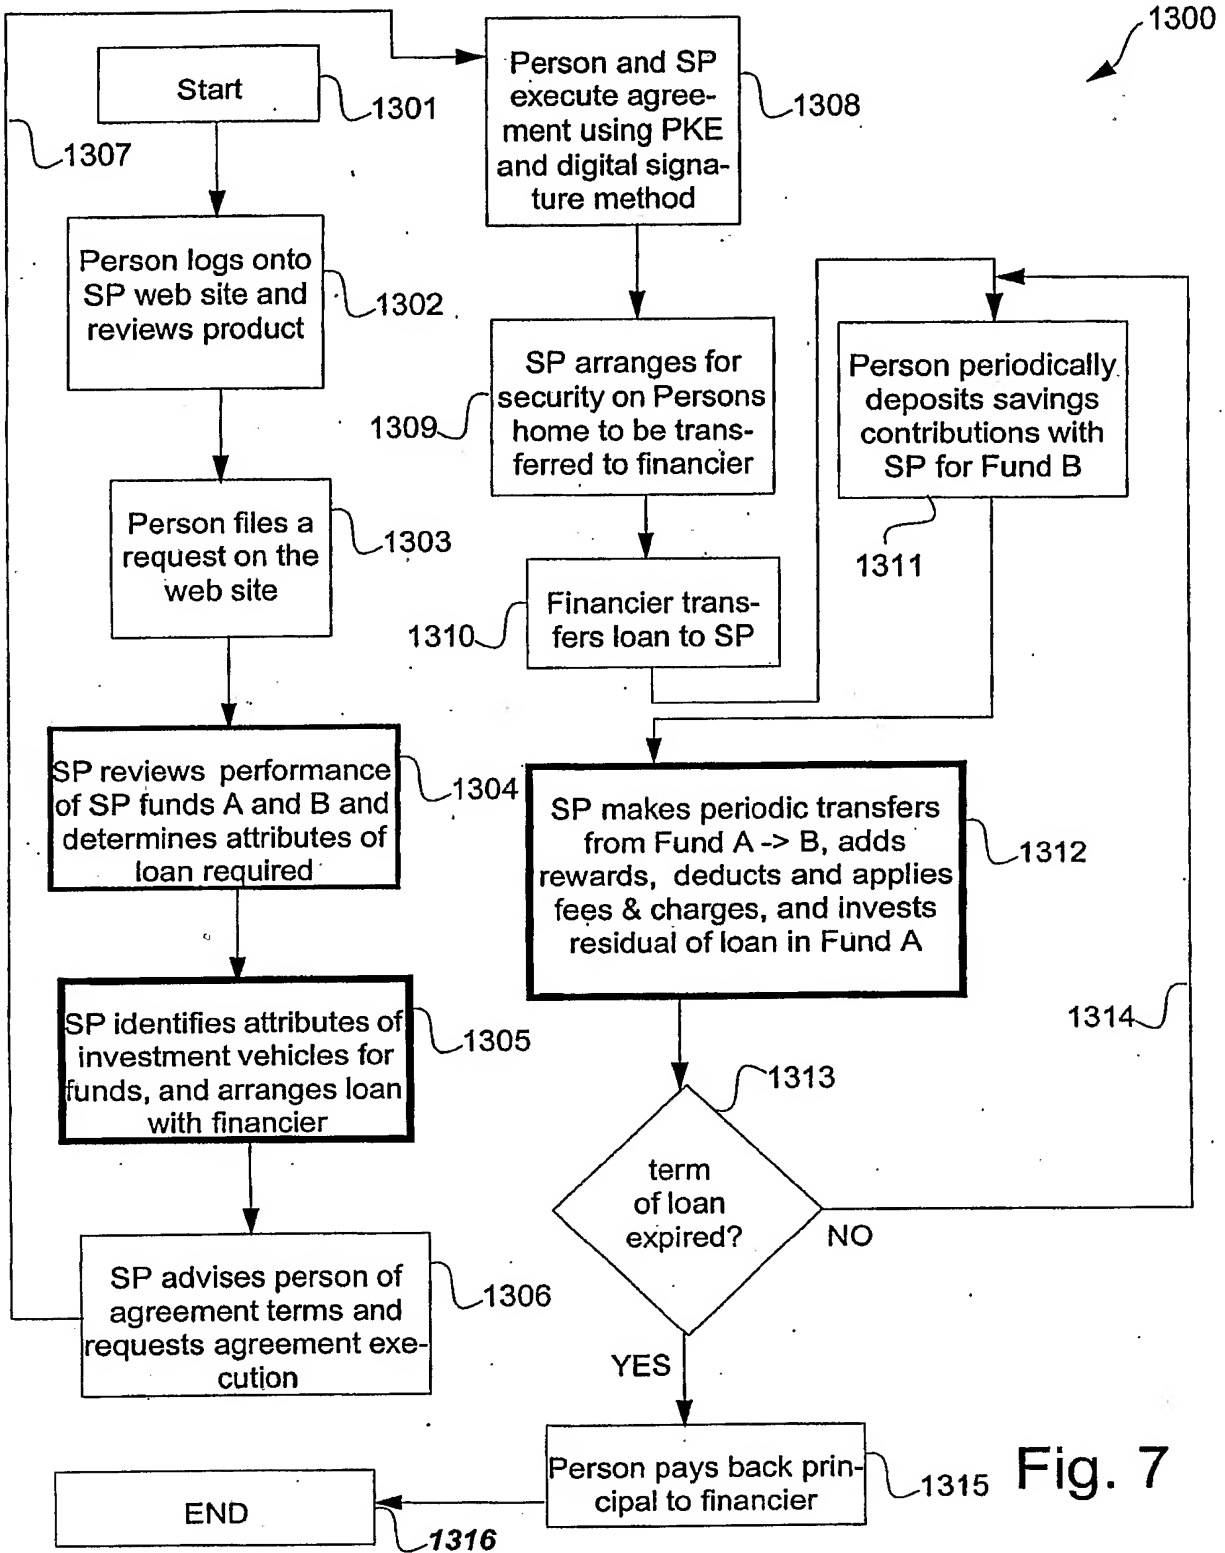 1300
Start
1301
1307
Person logs onto
SP web site and
reviews product
1302
Person files a
request on the
web site
1303
SP reviews performance
of SP funds A and B and
determines attributes of
loan required
1304
SP identifies attributes of
investment vehicles for
funds, and arranges loan
with financier
1305
SP advises person of
agreement terms and
requests agreement exe-
cution
1306
Person and SP
execute agree-
ment using PKE
and digital signa-
ture method
1308
SP arranges for
security on Persons
home to be trans-
ferred to financier
1309
Financier trans-
fers loan to SP
1310
Person periodically
deposits savings
contributions with
SP for Fund B
1311
SP makes periodic transfers
from Fund A -> B, adds
rewards, deducts and applies
fees & charges, and invests
residual of loan in Fund A
1312
term
of loan
expired?
1313
NO
1314
YES
Person pays back prin-
cipal to financier
1315
END
1316
Fig. 7